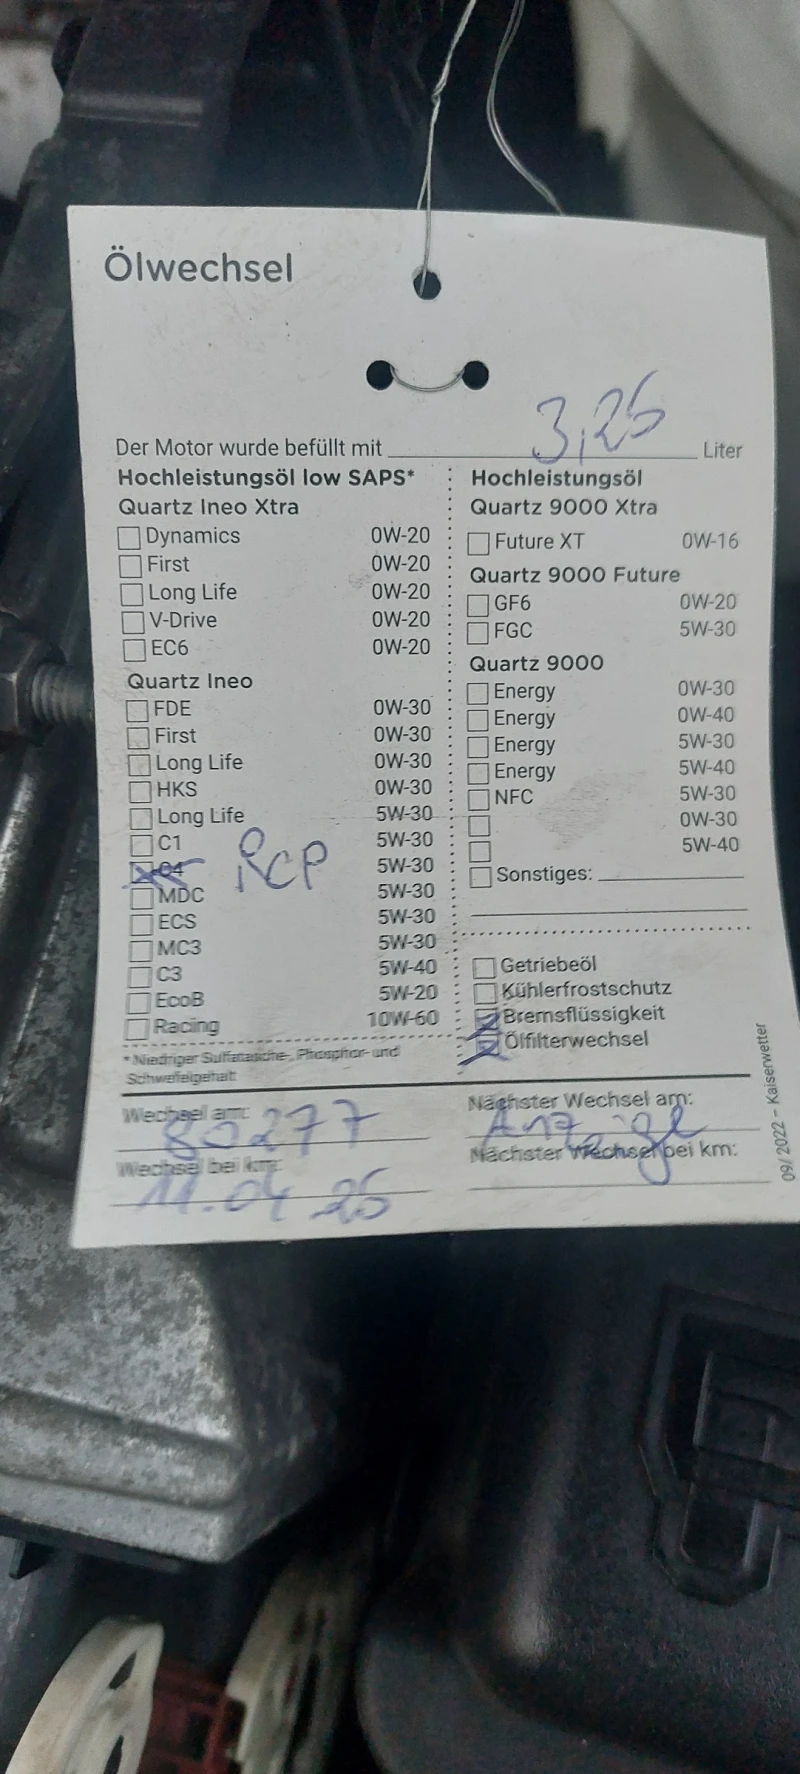 Ölwechsel
Der Motor wurde befüllt mit 3,25 Liter
Hochleistungsöl low SAPS*
Quartz Ineo Xtra
Dynamics 0W-20
First 0W-20
Long Life 0W-20
V-Drive 0W-20
EC6 0W-20
Quartz Ineo
FDE 0W-30
First 0W-30
Long Life 0W-30
HKS 0W-30
Long Life 5W-30
C1 5W-30
C4 RCP 5W-30
MDC 5W-30
ECS 5W-30
MC3 5W-30
C3 5W-40
EcoB 5W-20
Racing 10W-60
*Niedriger Sulfatasche-, Phosphor- und
Schwefelgehalt
Hochleistungsöl
Quartz 9000 Xtra
Future XT 0W-16
Quartz 9000 Future
GF6 0W-20
FGC 5W-30
Quartz 9000
Energy 0W-30
Energy 0W-40
Energy 5W-30
Energy 5W-40
NFC 5W-30
0W-30
5W-40
Sonstiges:
Getriebeöl
Kühlerfrostschutz
Bremsflüssigkeit
Ölfilterwechsel
Wechsel am: 80277
Wechsel bei km: 11.04 25
Nächster Wechsel am: Anzeige
Nächster Wechsel bei km:
09/2022 – Kaiserwetter